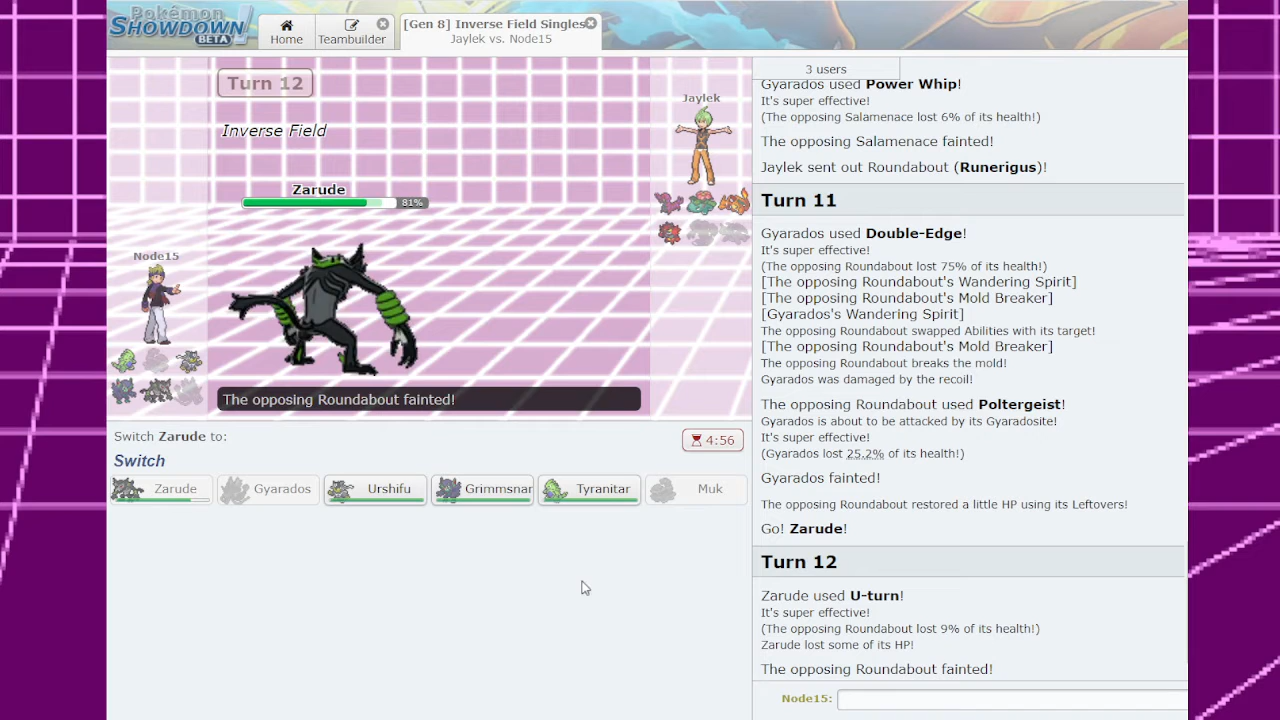 Pokémon
SHOWDOWN!
BETA
Home
Teambuilder
[Gen 8] Inverse Field Singles
Jaylek vs. Node15
Turn 12
Inverse Field
Zarude
81%
Jaylek
Node15
The opposing Roundabout fainted!
Switch Zarude to:
4:56
Switch
Zarude
Gyarados
Urshifu
Grimmsnar
Tyranitar
Muk
3 users
Gyarados used Power Whip!
It's super effective!
(The opposing Salamenace lost 6% of its health!)
The opposing Salamenace fainted!
Jaylek sent out Roundabout (Runerigus)!
Turn 11
Gyarados used Double-Edge!
It's super effective!
(The opposing Roundabout lost 75% of its health!)
[The opposing Roundabout's Wandering Spirit]
[The opposing Roundabout's Mold Breaker]
[Gyarados's Wandering Spirit]
The opposing Roundabout swapped Abilities with its target!
[The opposing Roundabout's Mold Breaker]
The opposing Roundabout breaks the mold!
Gyarados was damaged by the recoil!
The opposing Roundabout used Poltergeist!
Gyarados is about to be attacked by its Gyaradosite!
It's super effective!
(Gyarados lost 25.2% of its health!)
Gyarados fainted!
The opposing Roundabout restored a little HP using its Leftovers!
Go! Zarude!
Turn 12
Zarude used U-turn!
It's super effective!
(The opposing Roundabout lost 9% of its health!)
Zarude lost some of its HP!
The opposing Roundabout fainted!
Node15: